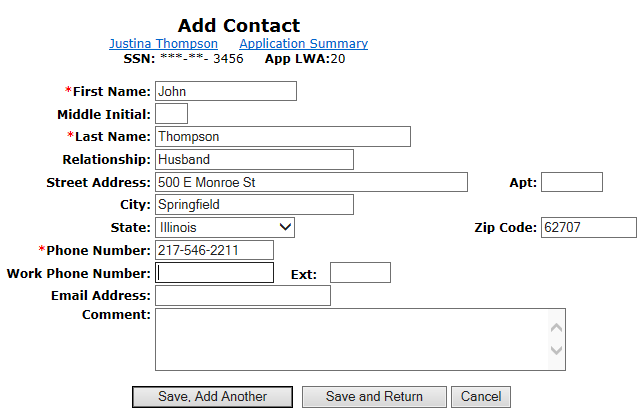 Add Contact
Justina Thompson Application Summary
SSN: ***-**- 3456 App LWA:20
*First Name: John
Middle Initial:
*Last Name: Thompson
Relationship: Husband
Street Address: 500 E Monroe St Apt:
City: Springfield
State: Illinois Zip Code: 62707
*Phone Number: 217-546-2211
Work Phone Number: Ext:
Email Address:
Comment:
Save, Add Another Save and Return Cancel